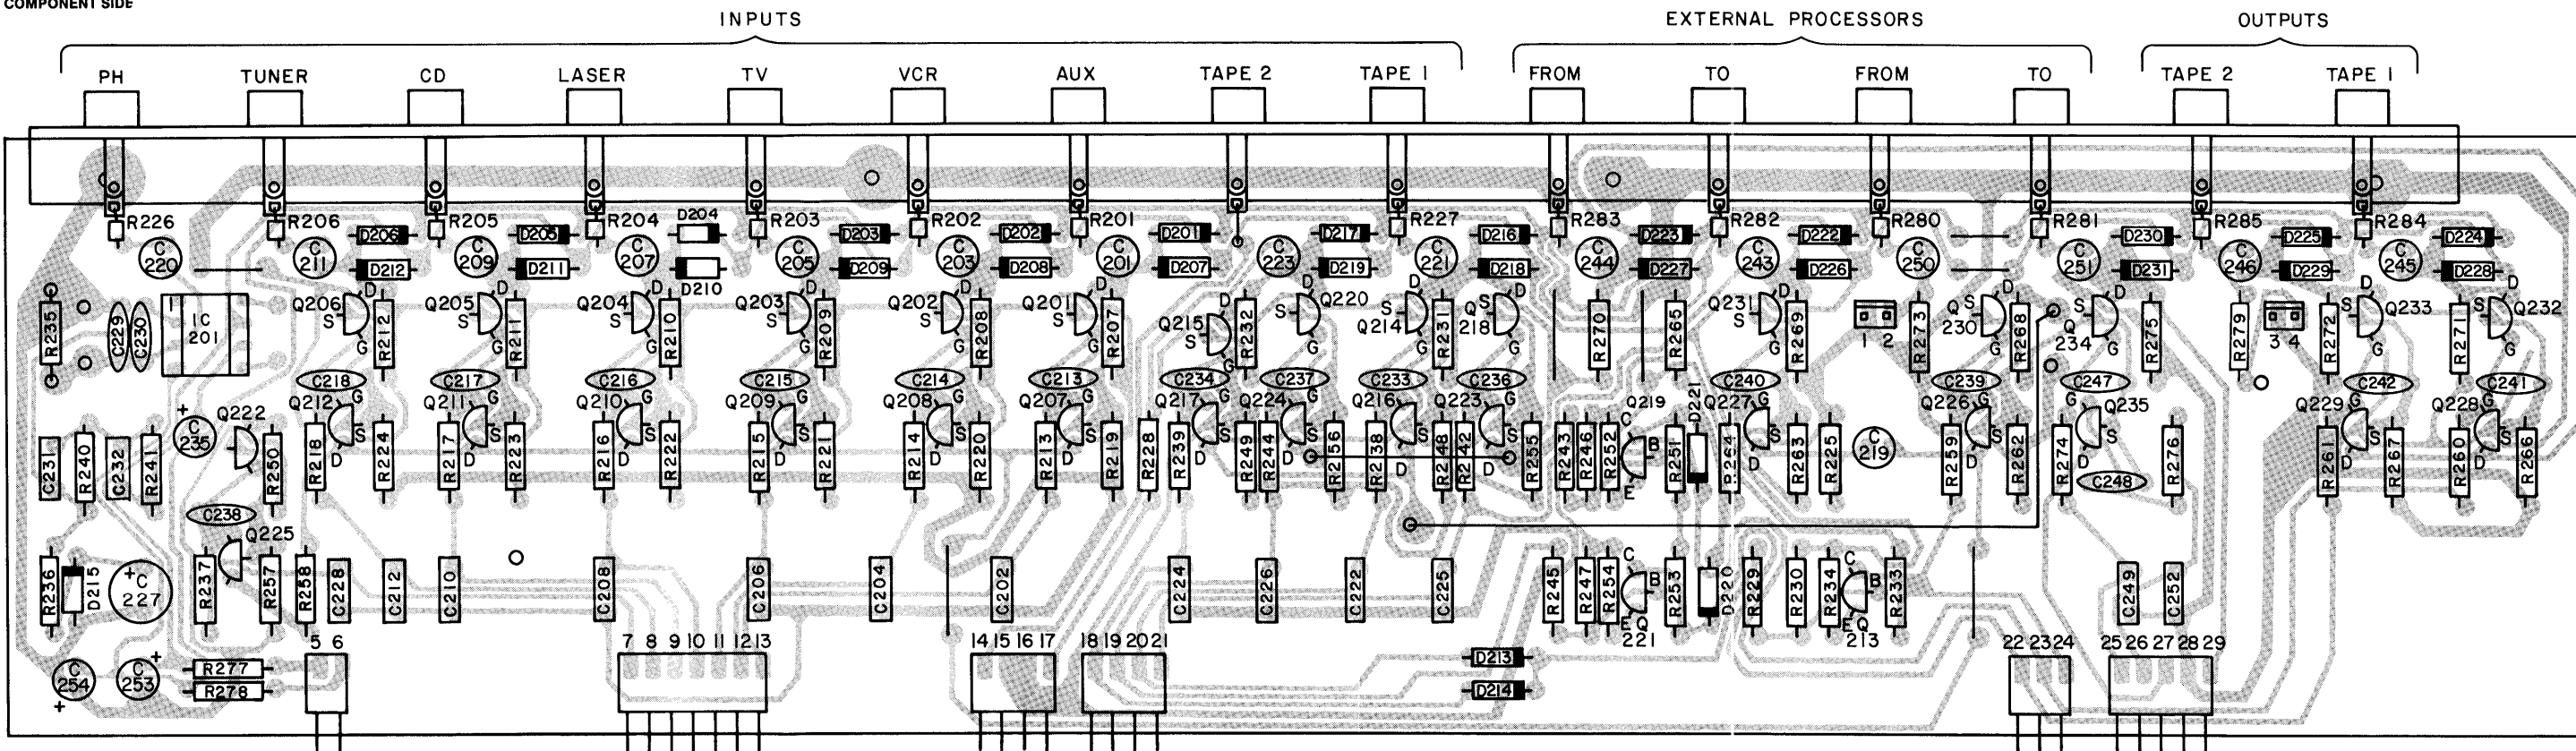 COMPONENT SIDE
INPUTS EXTERNAL PROCESSORS OUTPUTS
PH TUNER CD LASER TV VCR AUX TAPE 2 TAPE 1 FROM TO FROM TO TAPE 2 TAPE 1
R226 R206 R205 R204 D204 R203 R202 R201 R227 R283 R282 R280 R281 R285 R284
D206 D205 D203 D202 D201 D217 D216 D223 D222 D230 D225 D224
C220 C211 C209 C207 C205 C203 C201 C223 C221 C244 C243 C250 C251 C246 C245
D212 D211 D210 D209 D208 D207 D219 D218 D227 D226 D231 D229 D228
D D D D D D D D D D D D D D
Q206 Q205 Q204 Q203 Q202 Q201 Q215 Q220 Q214 Q218 Q231 Q230 Q234 Q233 Q232
S S S S S S S S S S S S S S S
R235 C229 C230 1 IC201 R212 R211 R210 R209 R208 R207 R232 R231 R270 R265 R269 1 2 R273 R268 R275 R279 3 4 R272 R271
G G G G G G G G G G G G G G G
C218 C217 C216 C215 C214 C213 C234 C237 C233 C236 C240 C239 C247 C242 C241
+ C235 Q222 Q212 Q211 Q210 Q209 Q208 Q207 Q217 Q224 Q216 Q223 Q219 D221 Q227 Q226 Q235 Q229 Q228
G G G G G G G G G G C B E G G G G G
S S S S S S S S S S S S S S S
C231 R240 C232 R241 R250 R218 R224 R217 R223 R216 R222 R215 R221 R214 R220 R213 R219 R228 R239 R249 R244 R256 R238 R248 R242 R255 R243 R246 R252 R251 R264 R263 R225 C219 R259 R262 R274 C248 R276 R261 R267 R260 R266
D D D D D D D D D D D D D D D
C238 Q225
R236 D215 + C227 R237 R257 R258 C228 C212 C210 C208 C206 C204 C202 C224 C226 C222 C225 R245 R247 R254 C B E Q221 R253 D220 R229 R230 R234 C B E Q213 R233 C249 C252
5 6 7 8 9 10 11 12 13 14 15 16 17 18 19 20 21 22 23 24 25 26 27 28 29
C254 + C253 + R277 D213
R278 D214